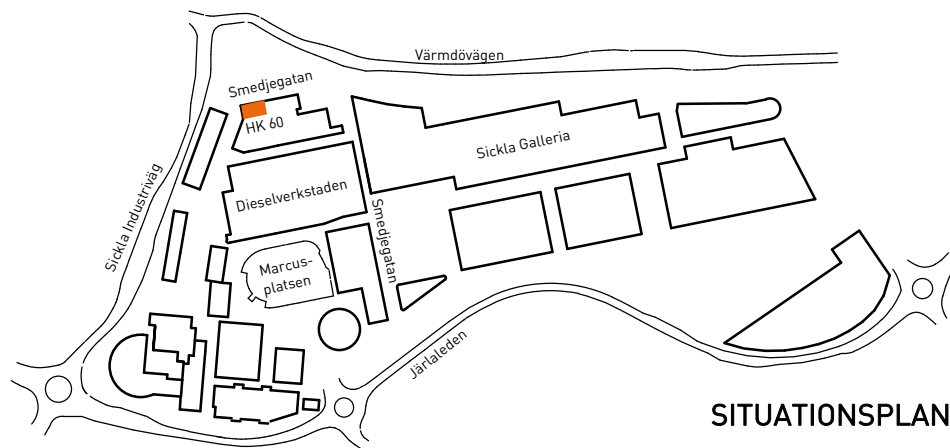 Värmdövägen
Smedjegatan
HK 60
Sickla Galleria
Sickla Industriväg
Dieselverkstaden
Smedjegatan
Marcus-
platsen
Järlaleden
SITUATIONSPLAN